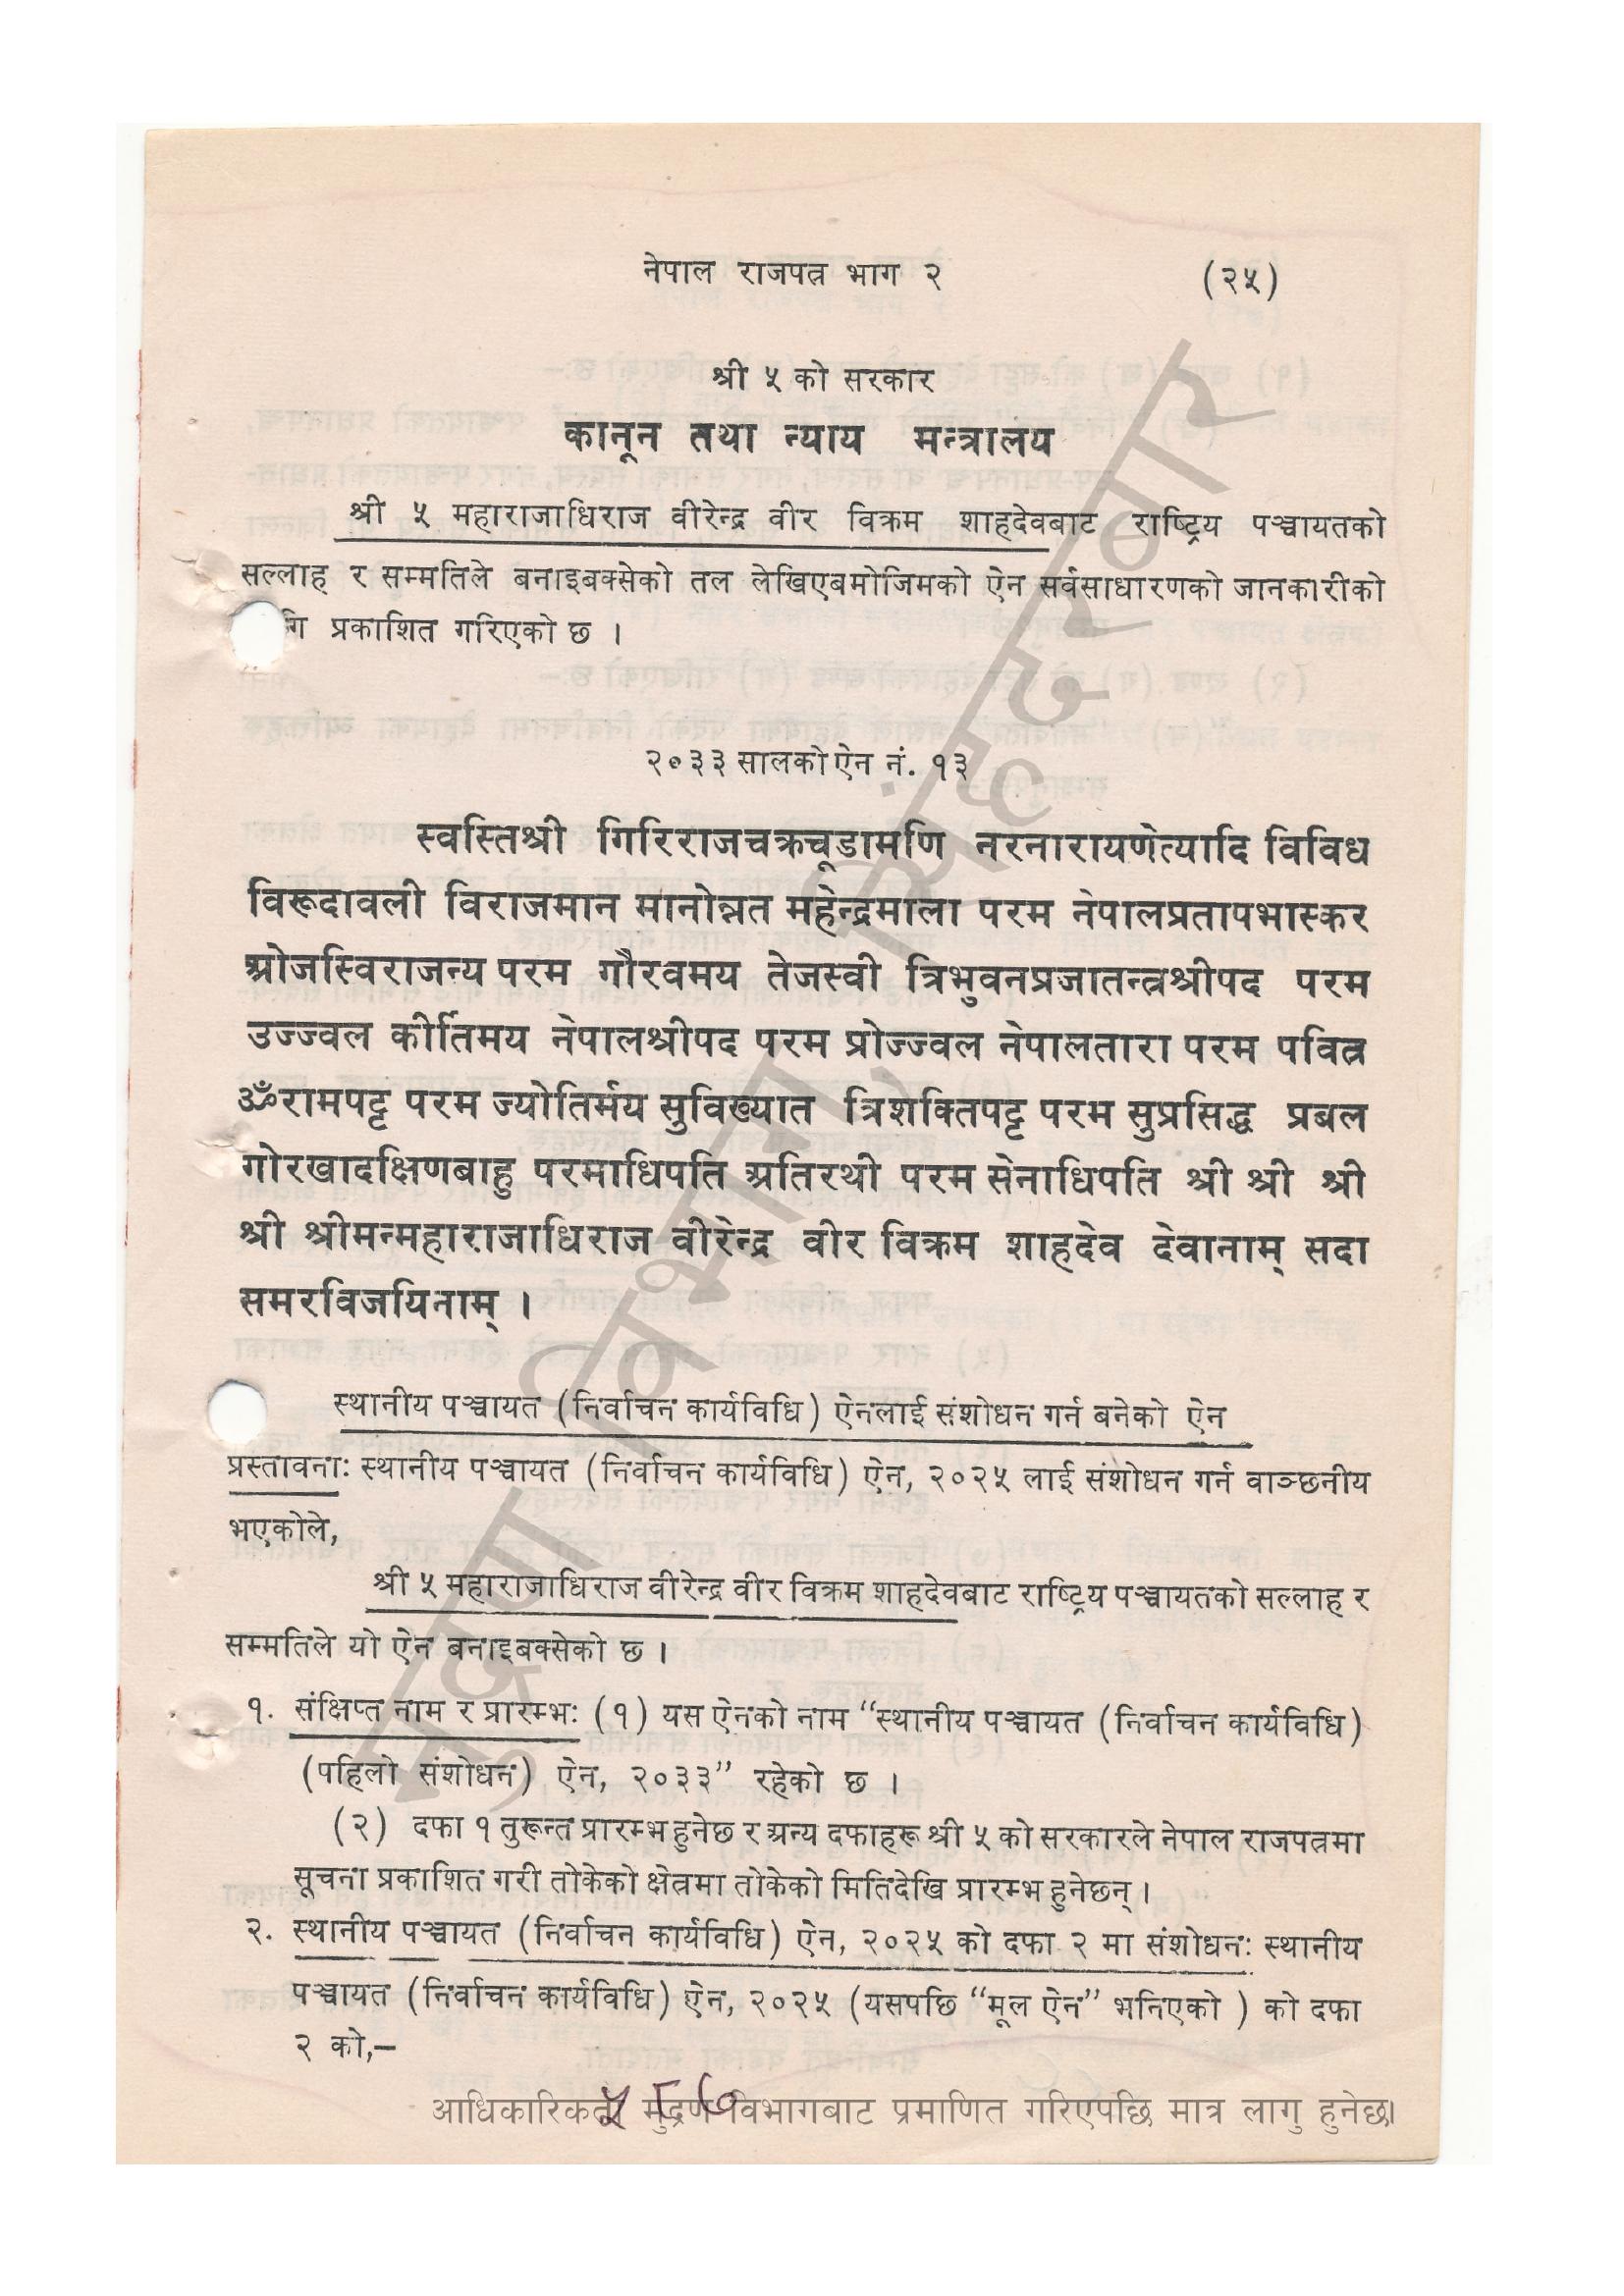 नेपाल राजपत्र भाग २ (२५)
श्री ५ को सरकार
कानून तथा न्याय मन्त्रालय
श्री ५ महाराजाधिराज वीरेन्द्र वीर विक्रम शाहदेवबाट राष्ट्रिय पञ्चायतको
सल्लाह र सम्मतिले बनाइबक्सेको तल लेखिएबमोजिमको ऐन सर्वसाधारणको जानकारीको
गि प्रकाशित गरिएको छ ।
२०३३ सालको ऐन नं. १३
स्वस्तिश्री गिरिराजचक्रचूडामणि नरनारायणेत्यादि विविध
विरूदावली विराजमान मानोन्नत महेन्द्रमाला परम नेपालप्रतापभास्कर
ओजस्विराजन्य परम गौरवमय तेजस्वी त्रिभुवनप्रजातन्त्रश्रीपद परम
उज्ज्वल कीर्तिमय नेपालश्रीपद परम प्रोज्ज्वल नेपालतारा परम पवित्र
ॐरामपट्ट परम ज्योतिर्मय सुविख्यात त्रिशक्तिपट्ट परम सुप्रसिद्ध प्रबल
गोरखादक्षिणबाहु परमाधिपति अतिरथी परम सेनाधिपति श्री श्री श्री
श्री श्रीमन्महाराजाधिराज वीरेन्द्र वीर विक्रम शाहदेव देवानाम् सदा
समरविजयिनाम् ।
स्थानीय पञ्चायत (निर्वाचन कार्यविधि) ऐनलाई संशोधन गर्न बनेको ऐन
प्रस्तावनाः स्थानीय पञ्चायत (निर्वाचन कार्यविधि) ऐन, २०२५ लाई संशोधन गर्न वाञ्छनीय
भएकोले,
श्री ५ महाराजाधिराज वीरेन्द्र वीर विक्रम शाहदेवबाट राष्ट्रिय पञ्चायतको सल्लाह र
सम्मतिले यो ऐन बनाइबक्सेको छ ।
१. संक्षिप्त नाम र प्रारम्भः (१) यस ऐनको नाम “स्थानीय पञ्चायत (निर्वाचन कार्यविधि)
(पहिलो संशोधन) ऐन, २०३३” रहेको छ ।
(२) दफा १ तुरून्त प्रारम्भ हुनेछ र अन्य दफाहरू श्री ५ को सरकारले नेपाल राजपत्रमा
सूचना प्रकाशित गरी तोकेको क्षेत्रमा तोकेको मितिदेखि प्रारम्भ हुनेछन् ।
२. स्थानीय पञ्चायत (निर्वाचन कार्यविधि) ऐन, २०२५ को दफा २ मा संशोधनः स्थानीय
पञ्चायत (निर्वाचन कार्यविधि) ऐन, २०२५ (यसपछि “मूल ऐन” भनिएको ) को दफा
२ को,–
आधिकारिकता मुद्रण विभागबाट प्रमाणित गरिएपछि मात्र लागु हुनेछ।
मुद्रण विभाग, सिंहदरवार